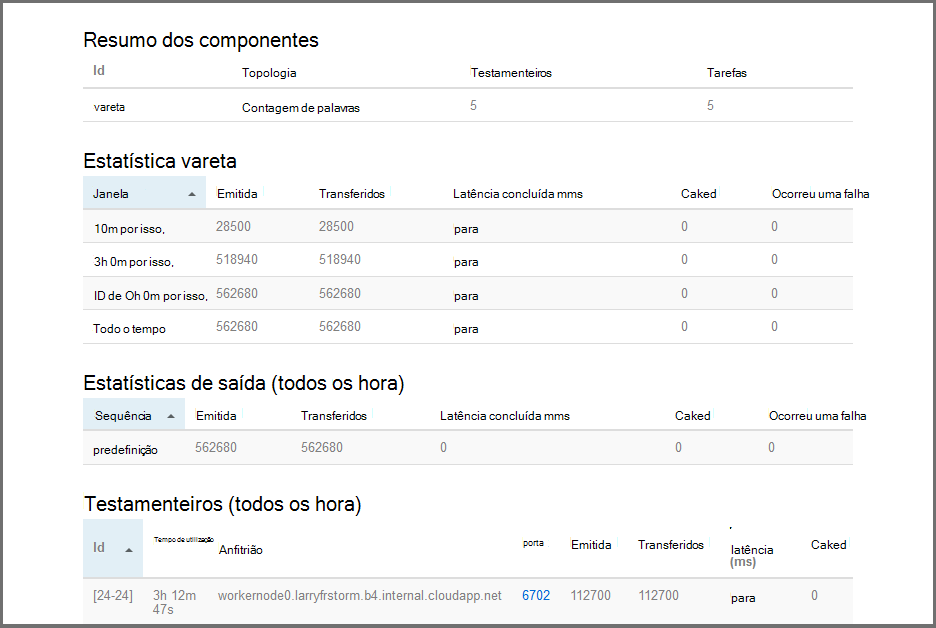 Resumo dos componentes
Id Topologia Testamenteiros Tarefas
vareta Contagem de palavras 5 5
Estatística vareta
Janela Emitida Transferidos Latência concluída mms Caked Ocorreu uma falha
10m por isso, 28500 28500 para 0 0
3h 0m por isso, 518940 518940 para 0 0
ID de Oh 0m por isso, 562680 562680 para 0 0
Todo o tempo 562680 562680 para 0 0
Estatísticas de saída (todos os hora)
Sequência Emitida Transferidos Latência concluída mms Caked Ocorreu uma falha
predefinição 562680 562680 0 0 0
Testamenteiros (todos os hora)
Id Tempo de utilização Anfitrião porta Emitida Transferidos latência Caked
(ms)
[24-24] 3h 12m workernode0.larryfrstorm.b4.internal.cloudapp.net 6702 112700 112700 para 0
47s